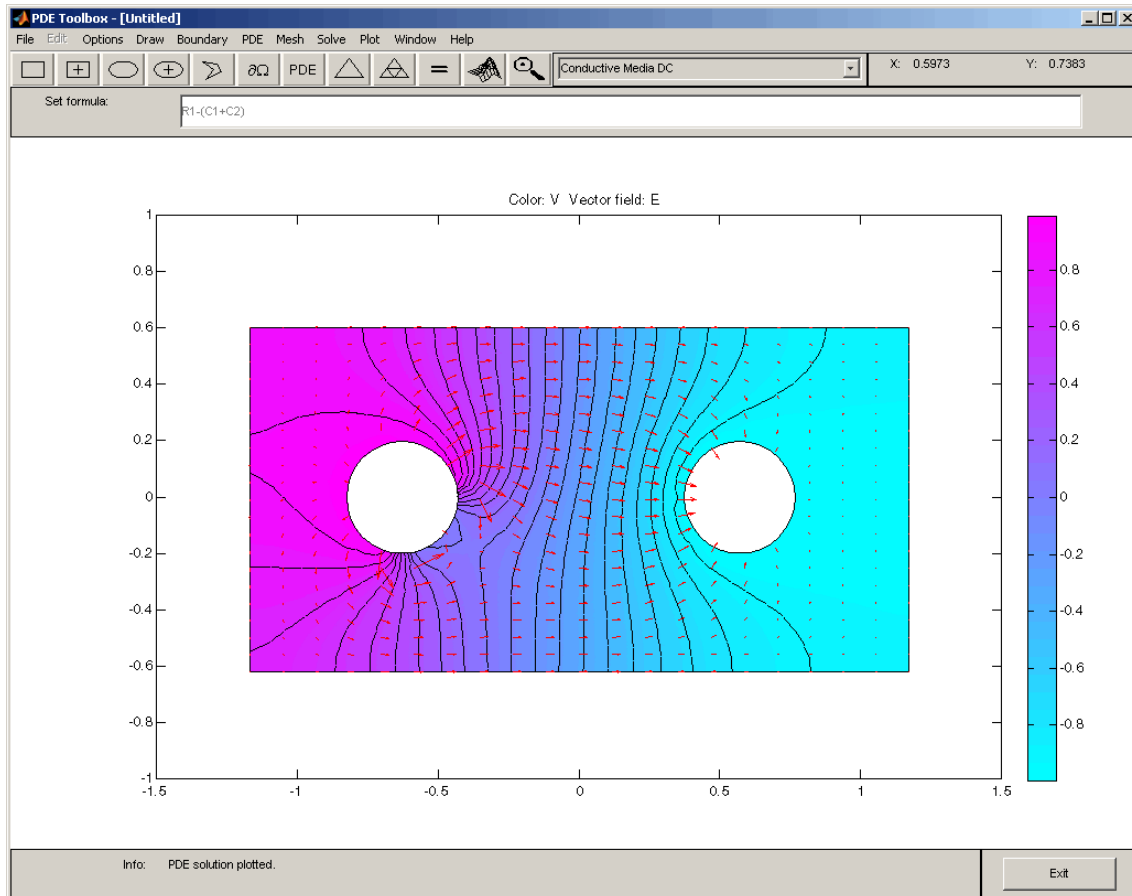 PDE Toolbox - [Untitled]
File Edit Options Draw Boundary PDE Mesh Solve Plot Window Help
∂Ω PDE = Conductive Media DC X: 0.5973 Y: 0.7383
Set formula: R1-(C1+C2)
Color: V Vector field: E
1
0.8
0.6
0.4
0.2
0
-0.2
-0.4
-0.6
-0.8
-1
-1.5 -1 -0.5 0 0.5 1 1.5
0.8
0.6
0.4
0.2
0
-0.2
-0.4
-0.6
-0.8
Info: PDE solution plotted.
Exit